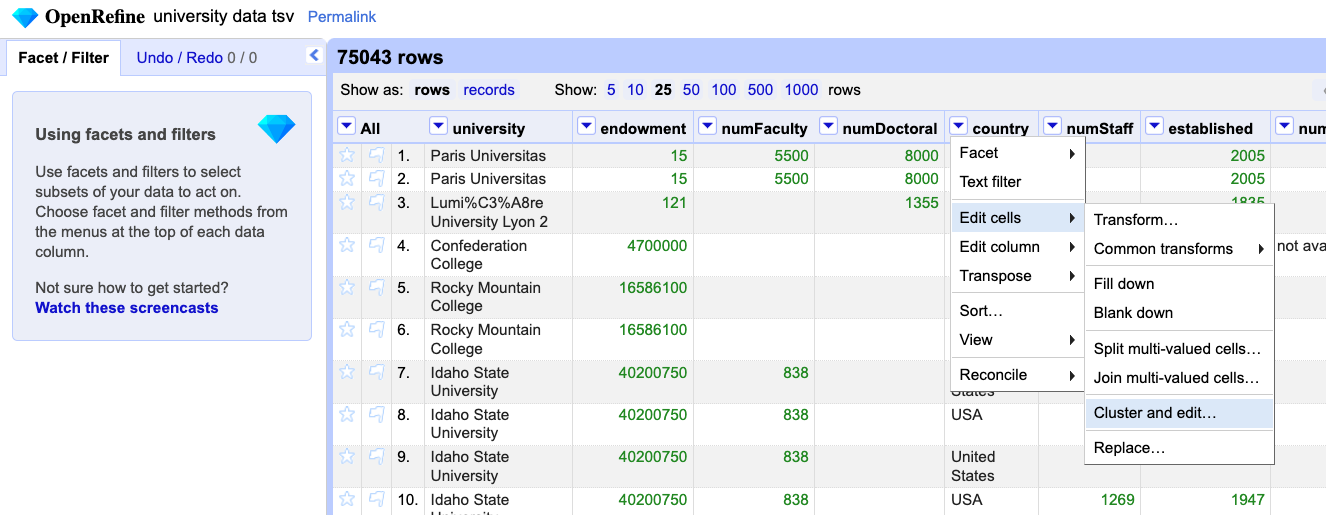 OpenRefine university data tsv Permalink
Facet / Filter Undo / Redo 0 / 0
75043 rows
Show as: rows records Show: 5 10 25 50 100 500 1000 rows
Using facets and filters
Use facets and filters to select
subsets of your data to act on.
Choose facet and filter methods from
the menus at the top of each data
column.
Not sure how to get started?
Watch these screencasts
All university endowment numFaculty numDoctoral country numStaff established num
1. Paris Universitas 15 5500 8000 2005
2. Paris Universitas 15 5500 8000 2005
3. Lumi%C3%A8re 121 1355 1835
University Lyon 2
4. Confederation 4700000 not ava
College
5. Rocky Mountain 16586100
College
6. Rocky Mountain 16586100
College
7. Idaho State 40200750 838
University States
8. Idaho State 40200750 838 USA
University
9. Idaho State 40200750 838 United
University States
10. Idaho State 40200750 838 USA 1269 1947
University
Facet
Text filter
Edit cells
Edit column
Transpose
Sort…
View
Reconcile
Transform…
Common transforms
Fill down
Blank down
Split multi-valued cells…
Join multi-valued cells…
Cluster and edit…
Replace…